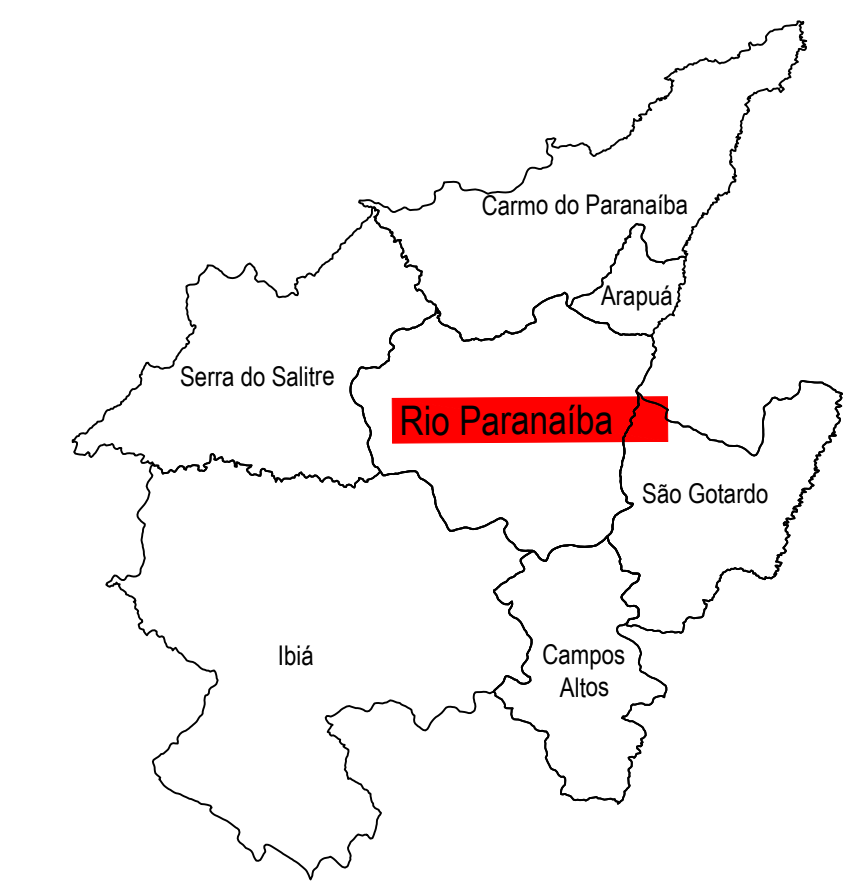 Carmo do Paranaíba
Arapuá
Serra do Salitre
Rio Paranaíba
São Gotardo
Ibiá
Campos
Altos